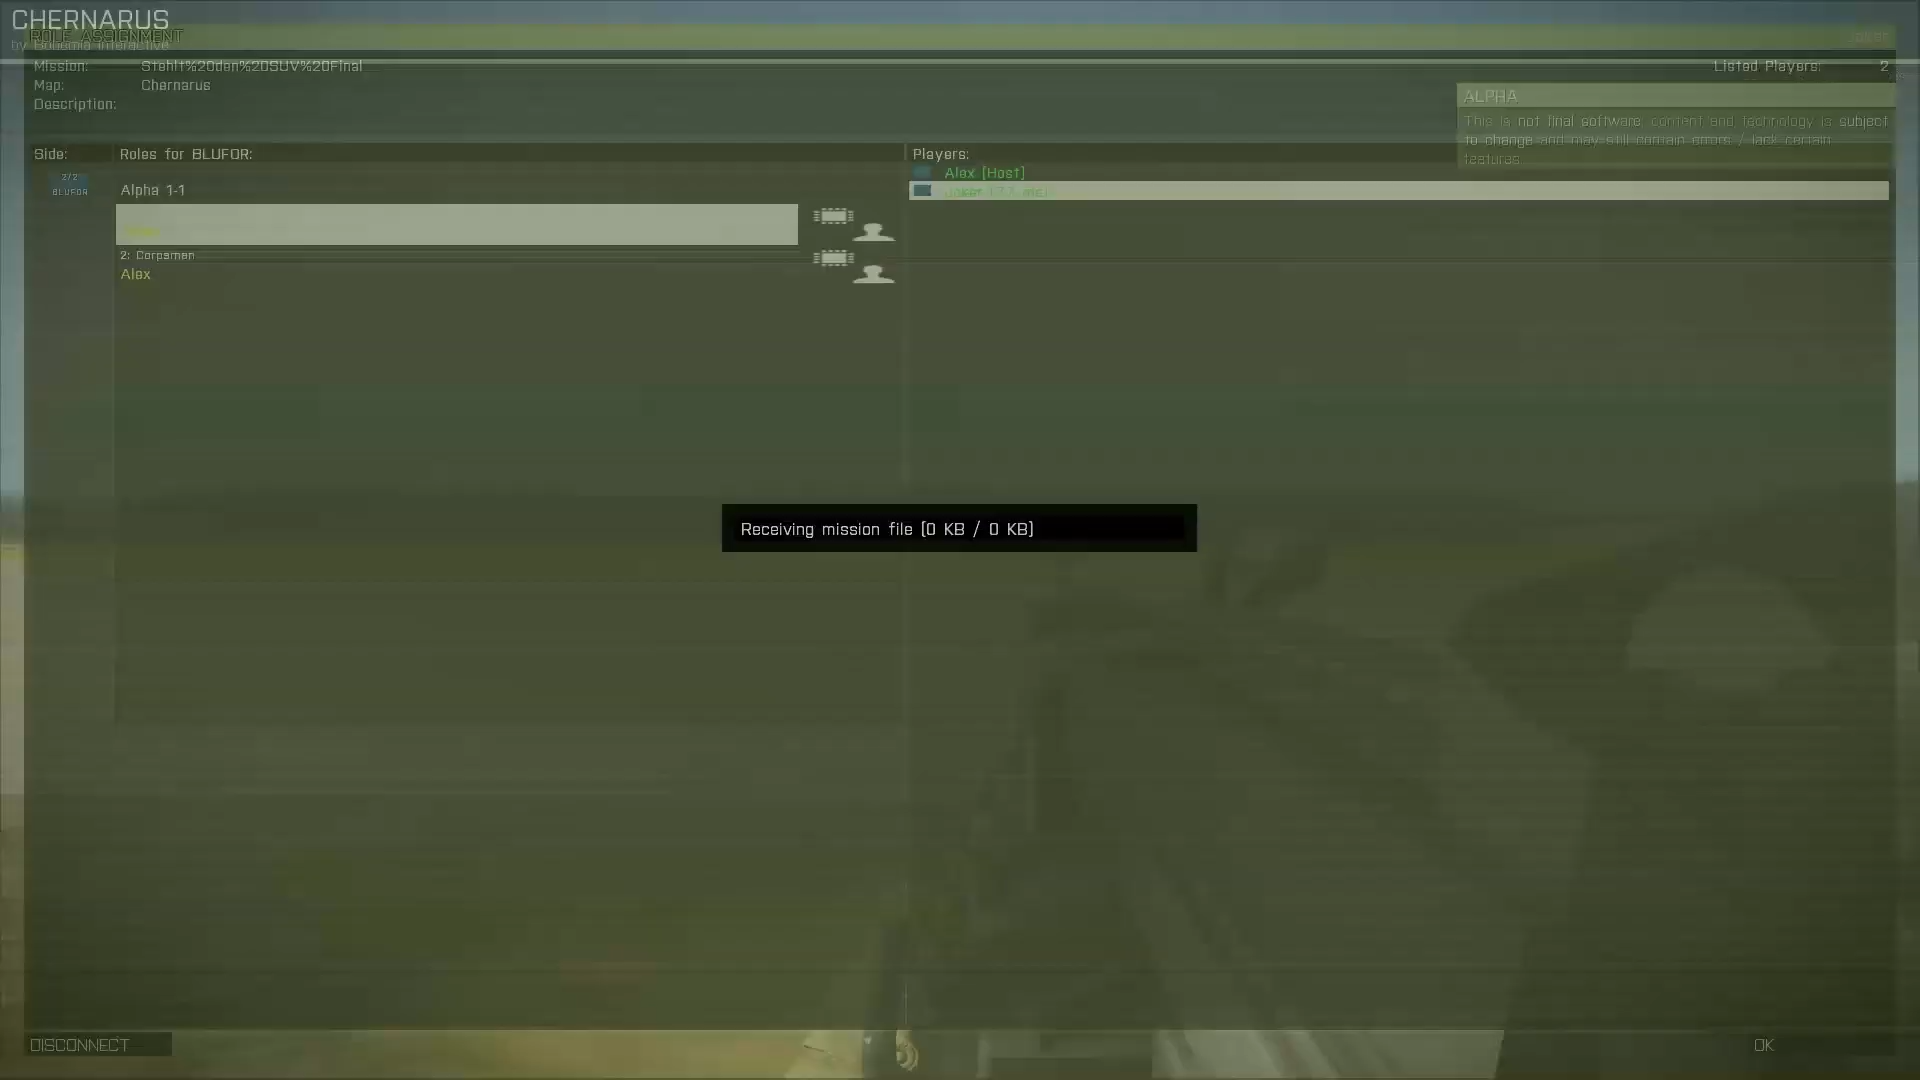 CHERNARUS
ROLE ASSIGNMENT
by Bohemia Interactive
Mission: Stehlt%20den%20SUV%20Final
Listed Players: 2
Map: Chernarus
Description:
ALPHA
This is not final software, content and technology is subject
to change and may still contain errors / lack certain
features.
Side: Roles for BLUFOR: Players:
2/2
BLUFOR
Alex [Host]
Alpha 1-1
2: Corpsman
Alex
Receiving mission file (0 KB / 0 KB)
DISCONNECT
OK